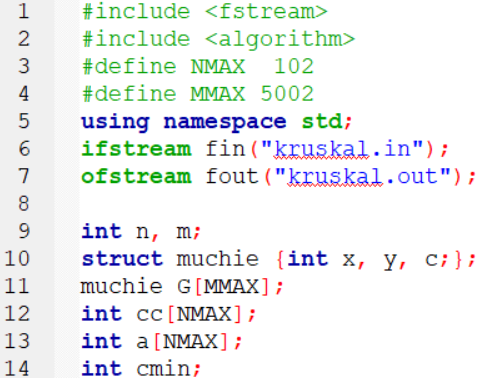 1 #include <fstream>
2 #include <algorithm>
3 #define NMAX  102
4 #define MMAX 5002
5 using namespace std;
6 ifstream fin("kruskal.in");
7 ofstream fout("kruskal.out");
8
9 int n, m;
10 struct muchie {int x, y, c;};
11 muchie G[MMAX];
12 int cc[NMAX];
13 int a[NMAX];
14 int cmin;